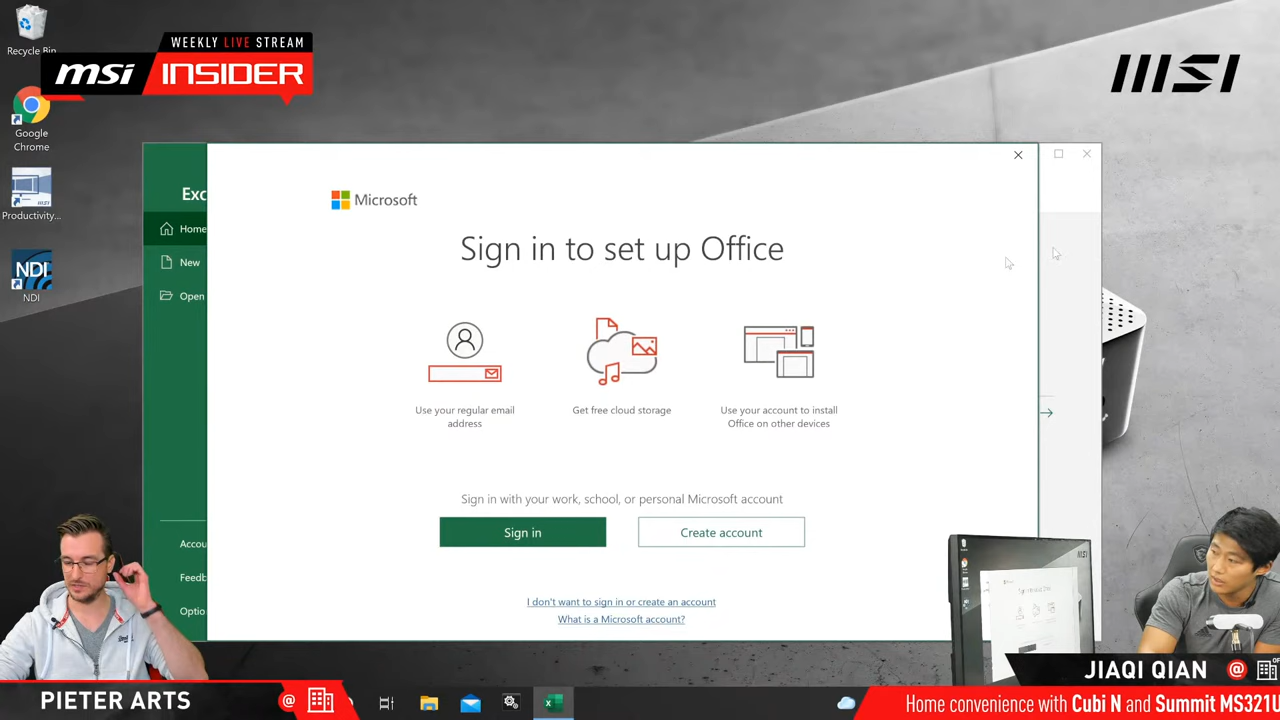 Recycle Bin
WEEKLY LIVE STREAM
msi INSIDER
msi
Google
Chrome
Productivity...
NDI
NDI
Exc
Home
New
Open
Accou
Feedb
Optio
Microsoft
Sign in to set up Office
Use your regular email
address
Get free cloud storage
Use your account to install
Office on other devices
Sign in with your work, school, or personal Microsoft account
Sign in
Create account
I don't want to sign in or create an account
What is a Microsoft account?
PIETER ARTS @
JIAQI QIAN @
Home convenience with Cubi N and Summit MS321U